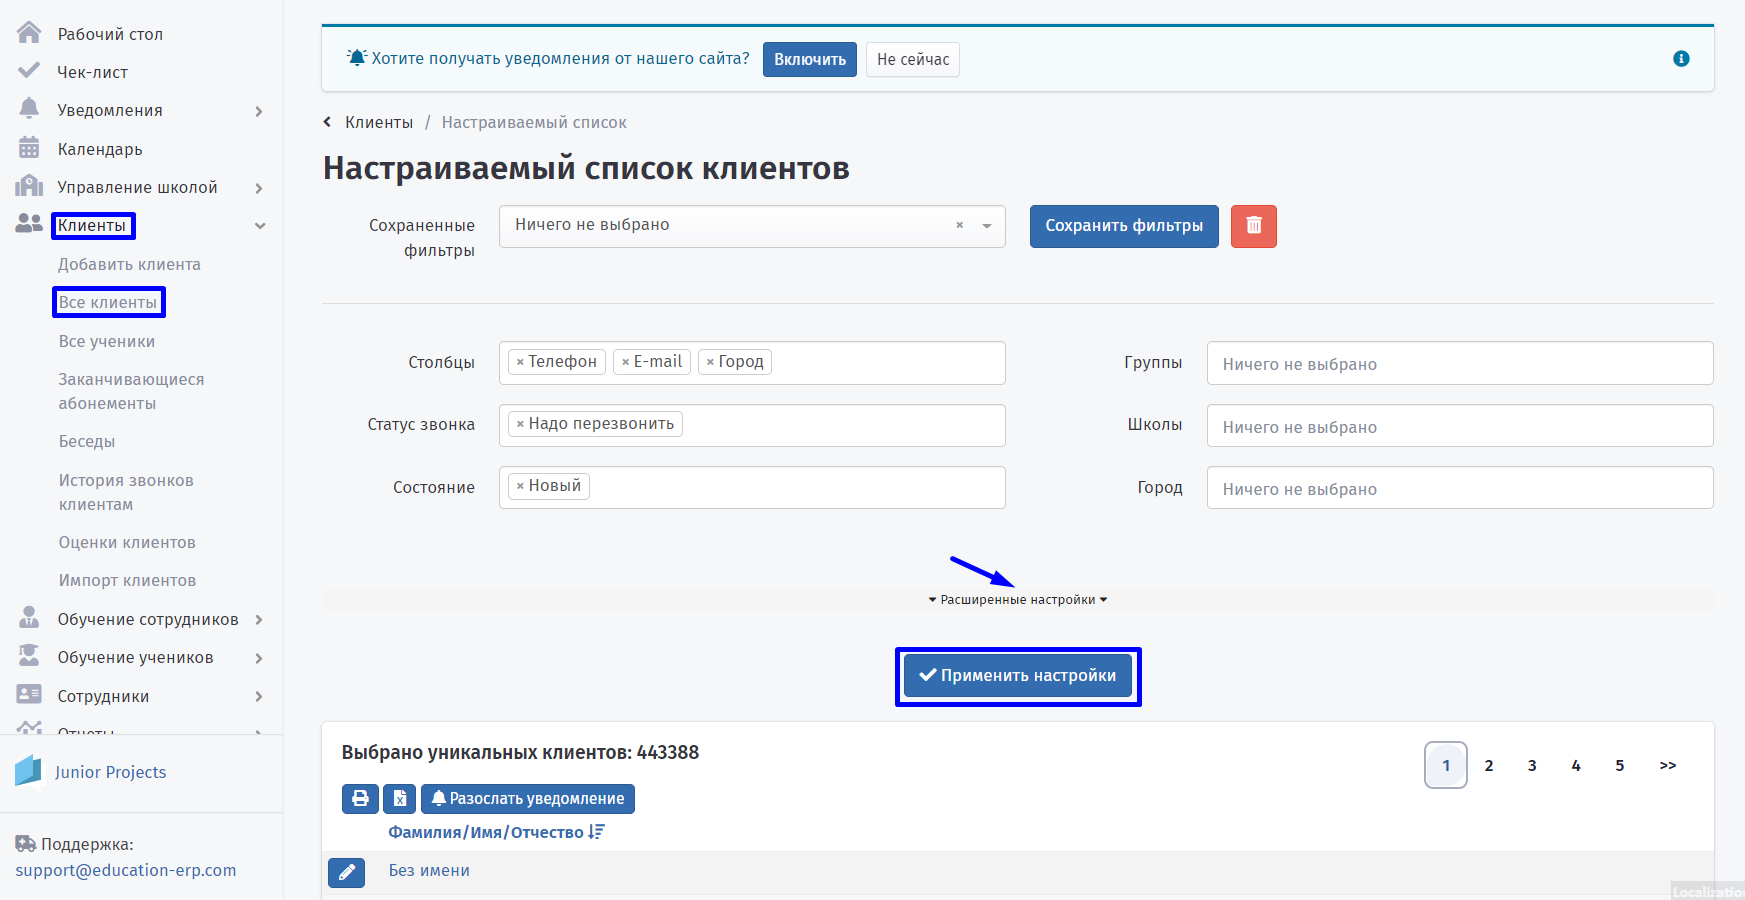 Рабочий стол
Чек-лист
Уведомления
Календарь
Управление школой
Клиенты
Добавить клиента
Все клиенты
Все ученики
Заканчивающиеся
абонементы
Беседы
История звонков
клиентам
Оценки клиентов
Импорт клиентов
Обучение сотрудников
Обучение учеников
Сотрудники
Отчеты
Junior Projects
Поддержка:
support@education-erp.com
Хотите получать уведомления от нашего сайта? Включить Не сейчас
Клиенты / Настраиваемый список
Настраиваемый список клиентов
Сохраненные
фильтры
Ничего не выбрано ×
Сохранить фильтры
Столбцы × Телефон × E-mail × Город
Группы Ничего не выбрано
Статус звонка × Надо перезвонить
Школы Ничего не выбрано
Состояние × Новый
Город Ничего не выбрано
Расширенные настройки
Применить настройки
Выбрано уникальных клиентов: 443388
1 2 3 4 5 >>
Разослать уведомление
Фамилия/Имя/Отчество
Без имени